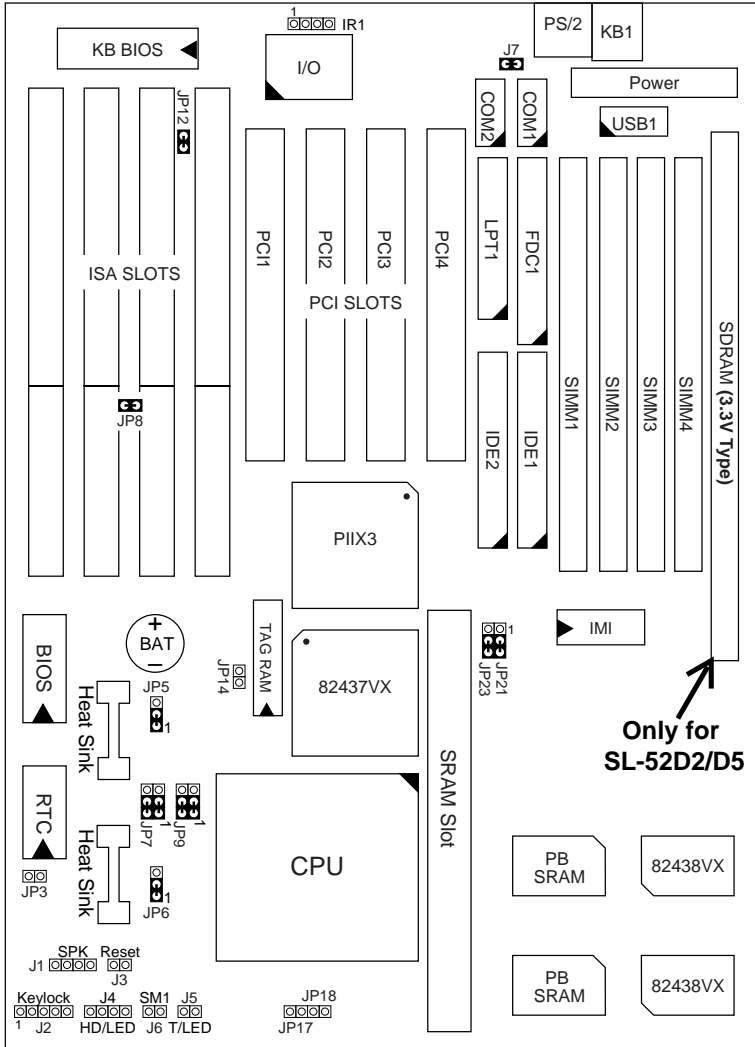 1
IR1
PS/2
KB1
KB BIOS
I/O
J7
Power
JP12
COM2
COM1
USB1
PCI1
PCI2
PCI3
PCI4
LPT1
FDC1
ISA SLOTS
PCI SLOTS
SDRAM (3.3V Type)
SIMM1
SIMM2
SIMM3
SIMM4
JP8
IDE2
IDE1
PIIX3
BIOS
+
BAT
−
TAG RAM
JP14
82437VX
1
JP23
JP21
IMI
Heat Sink
JP5
1
Only for
SL-52D2/D5
SRAM Slot
RTC
JP7
1
JP9
1
CPU
Heat Sink
JP3
1
JP6
PB
SRAM
82438VX
SPK
Reset
J1
J3
PB
SRAM
82438VX
Keylock
J4
SM1
J5
JP18
1
J2
HD/LED
J6
T/LED
JP17